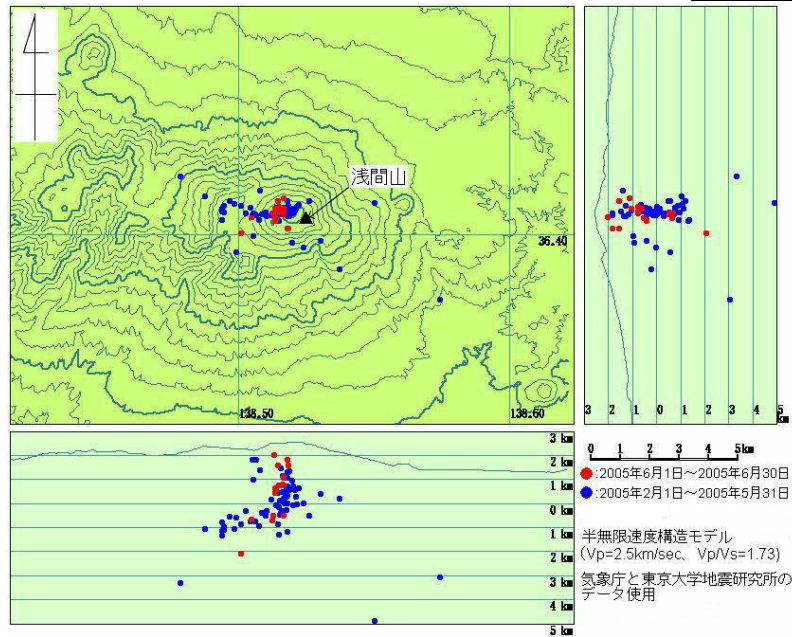 浅間山
36.40
138.50
138.60
3 2 1 0 1 2 3 4 5
km
3 km
2 km
1 km
0 km
1 km
2 km
3 km
4 km
5 km
0 1 2 3 4 5km
:2005年6月1日～2005年6月30日
:2005年2月1日～2005年5月31日
半無限速度構造モデル
(Vp=2.5km/sec、 Vp/Vs=1.73)
気象庁と東京大学地震研究所の
データ使用